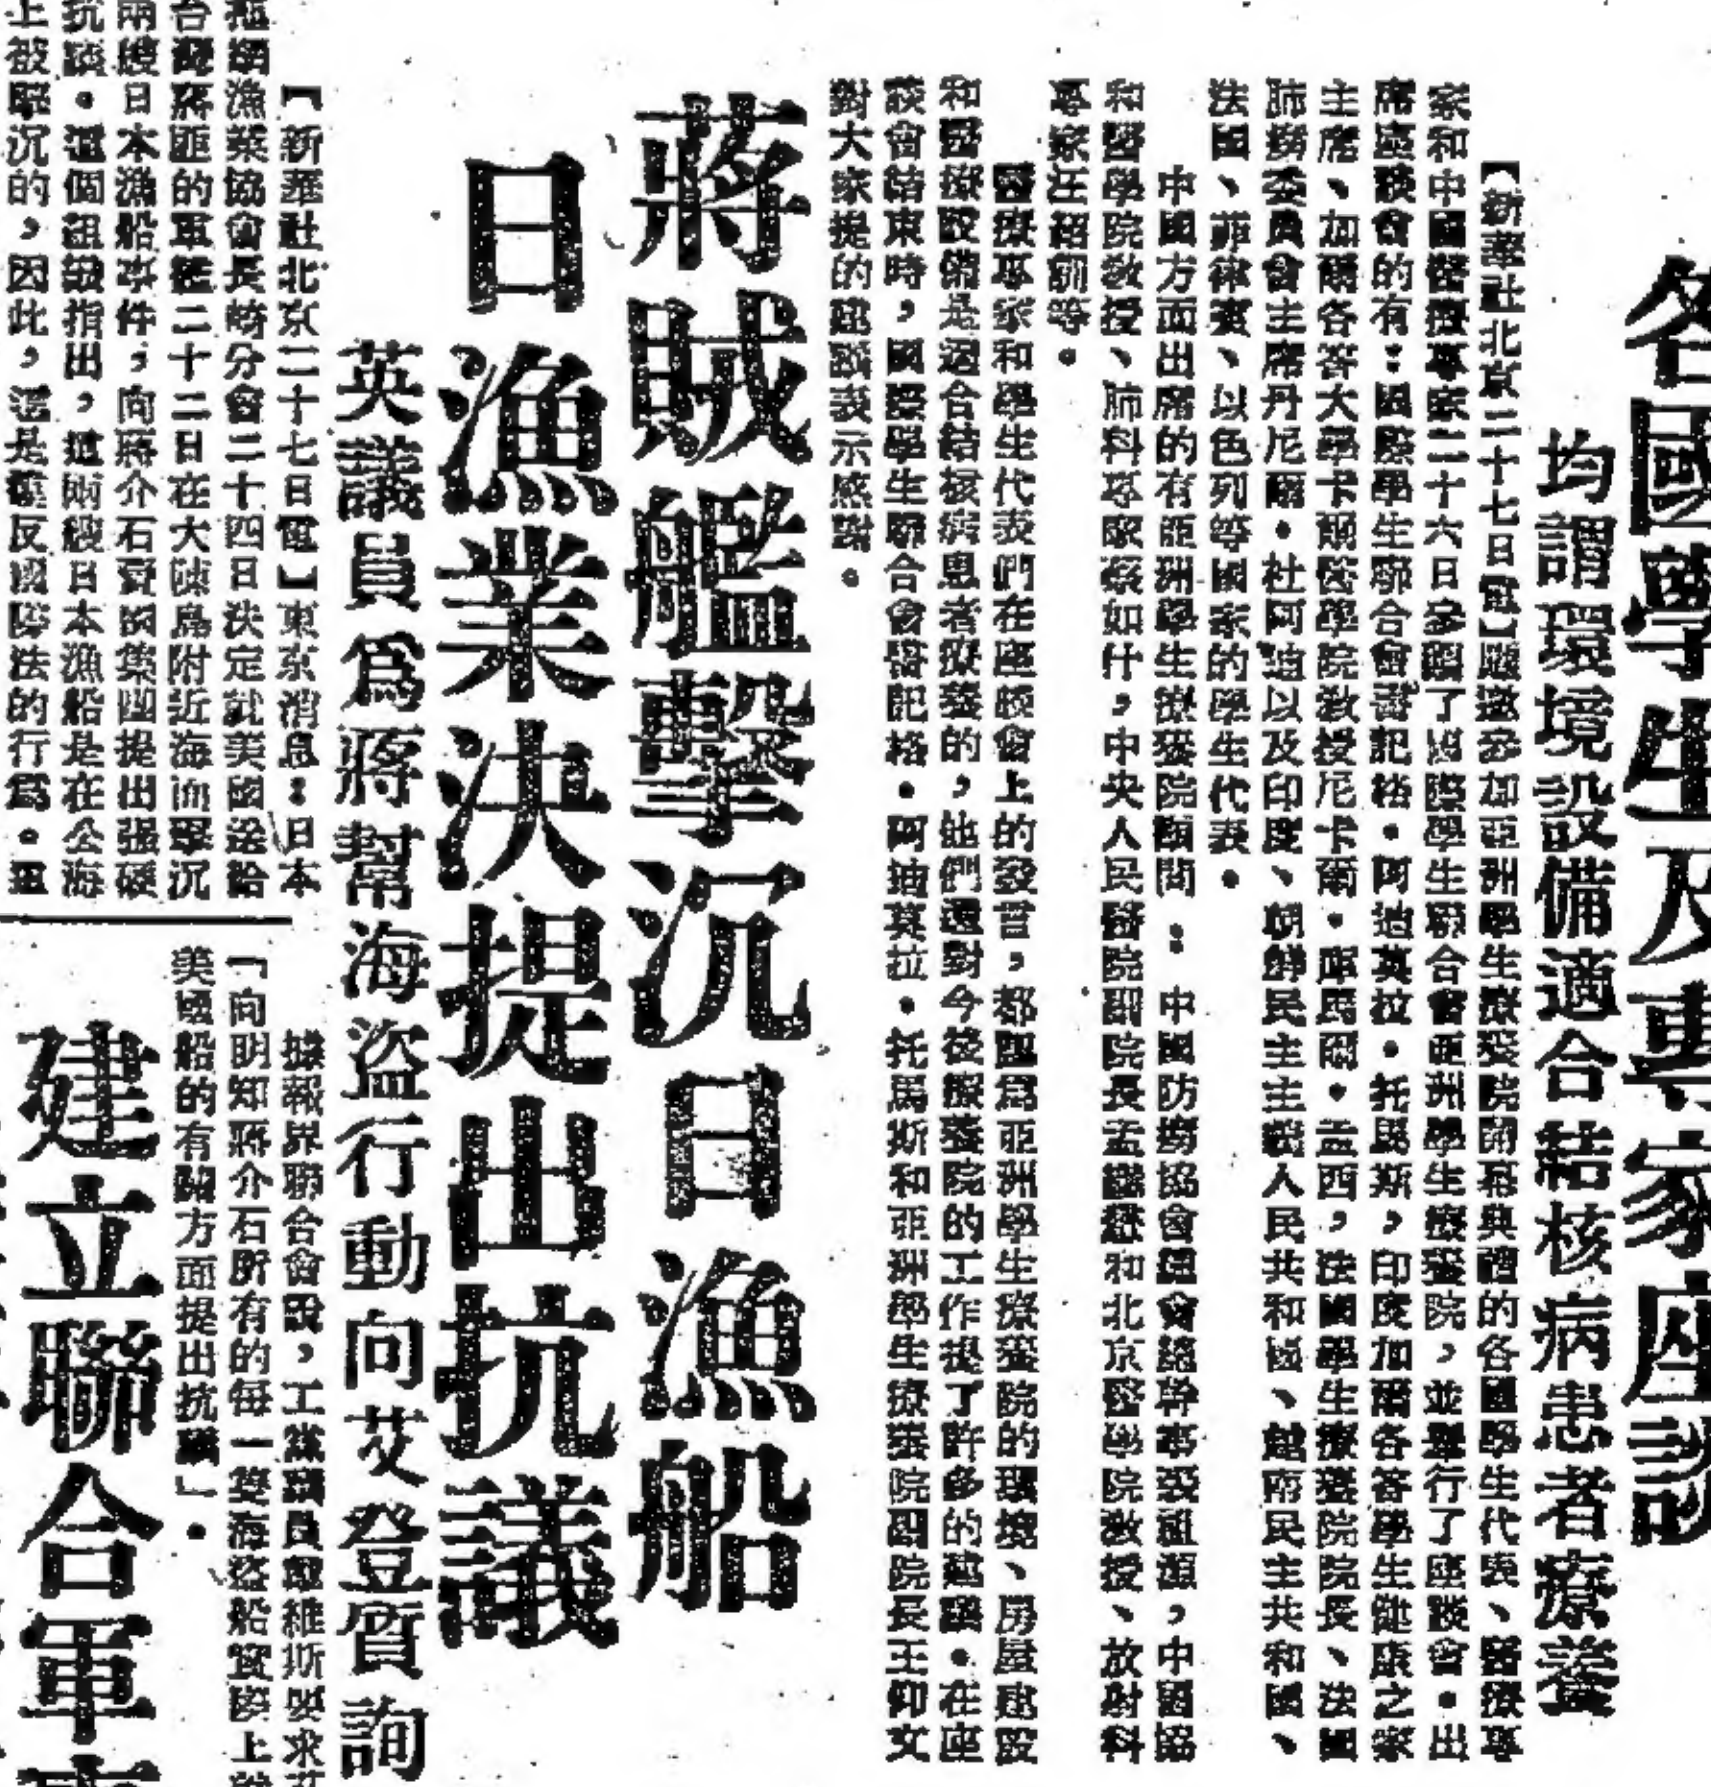 各國學生及專家座談
均謂環境設備適合結核病患者療養
【新華社北京二十七日電】應邀參加亞洲學生療養院開幕典禮的各國學生代表、醫療專
家和中國醫療專家二十六日參觀了國際學生聯合會亞洲學生療養院,並舉行了座談會。出
席座談會的有:國際學生聯合會書記格・阿迪莫拉・托馬斯,印度加爾各答學生健康之家
主席、加爾各答大學卡爾醫學院教授尼卡爾・・孟西,法國學生療養院院長、法國
肺癆委員會主席丹尼爾・杜阿迪以及印度、朝鮮民主主義人民共和國、越南民主共和國、
法國、菲律賓、以色列等國家的學生代表。
中國方面出席的有亞洲學生療養院顧問:中國防癆協會總會總幹事裘祖源,中國協
和醫學院教授、肺科專家蔡如什,中央人民醫院副院長孟繼懋和北京醫學院教授、放射科
專家汪紹訓等。
醫療專家和學生代表們在座談會上的發言,都認為亞洲學生療養院的環境、房屋建設
和醫療設備是適合結核病患者療養的,他們還對今後療養院的工作提了許多的建議。在座
談會結束時,國際學生聯合會書記格・阿迪莫拉・托馬斯和亞洲學生療養院副院長王仰文
對大家提的建議表示感謝。
蔣賊艦擊沉日漁船
日漁業決提出抗議
英議員為蔣幫海盜行動向艾登質詢
【新華社北京二十七日電】東京消息:日本
拖網漁業協會長崎分會二十四日決定就美國送給
台灣蔣匪的軍艦二十二日在大陳島附近海面擊沉
兩艘日本漁船事件,向蔣介石賣國集團提出强硬
抗議。這個組織指出,這兩艘日本漁船是在公海
上被擊沉的,因此,這是違反國際法的行為。
據報界聯合會說,工黨議員戴維斯要求艾
「向明知蔣介石所有的每一隻海盜船實際上
美國船的有關方面提出抗議」。
建立聯合軍